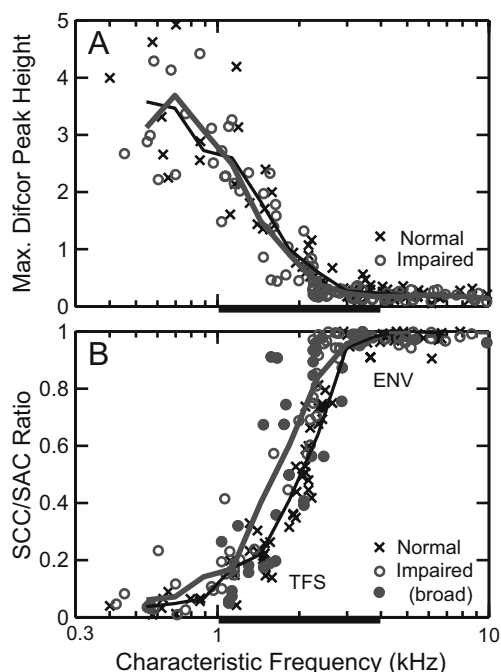 A
5
4
3
2
1
0
Max. Difcor Peak Height
× Normal
○ Impaired
B
1
0.8
0.6
0.4
0.2
0
SCC/SAC Ratio
ENV
TFS
× Normal
○ Impaired
● (broad)
0.3
1
10
Characteristic Frequency (kHz)